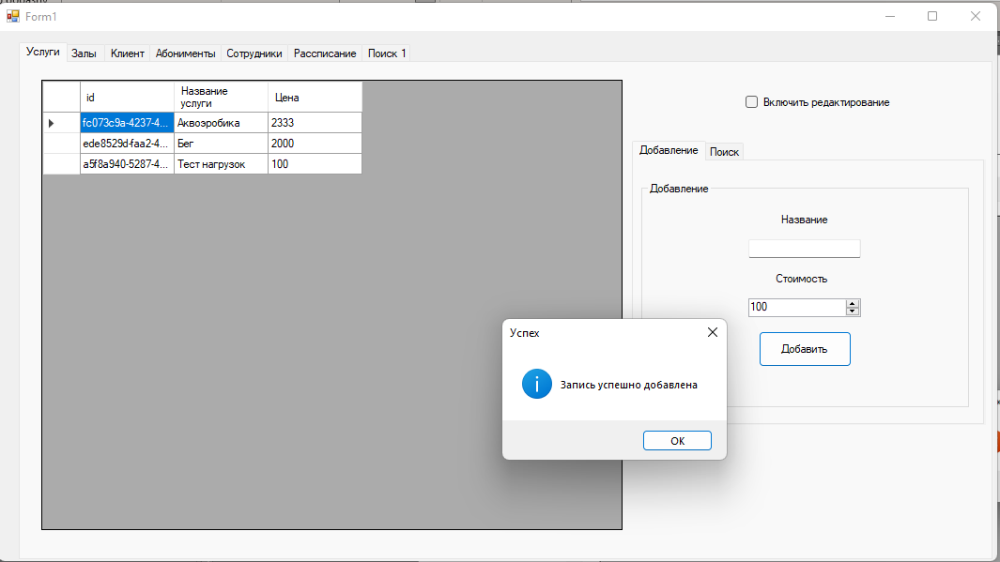 Form1
Услуги Залы Клиент Абонименты Сотрудники Рассписание Поиск 1
id Название услуги Цена
fc073c9a-4237-4... Аквоэробика 2333
ede8529d-faa2-4... Бег 2000
a5f8a940-5287-4... Тест нагрузок 100
Включить редактирование
Добавление Поиск
Добавление
Название
Стоимость
100
Добавить
Успех
Запись успешно добавлена
OK